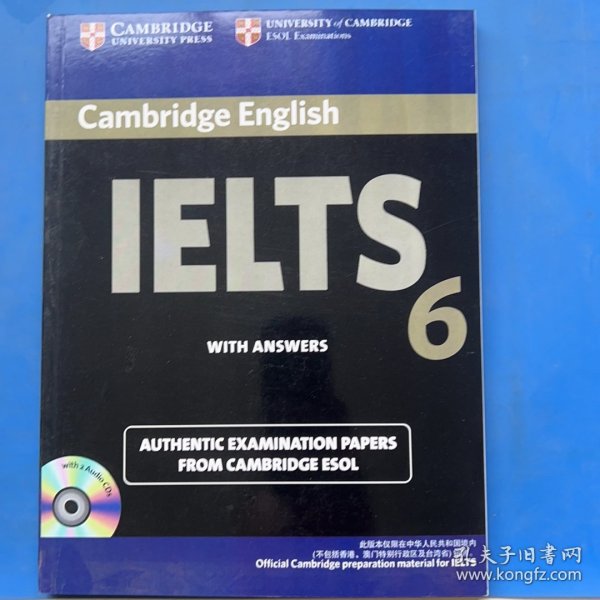 CAMBRIDGE
UNIVERSITY PRESS
UNIVERSITY of CAMBRIDGE
ESOL Examinations
Cambridge English
IELTS
6
WITH ANSWERS
AUTHENTIC EXAMINATION PAPERS
FROM CAMBRIDGE ESOL
with 2 Audio CDs
此版本仅限在中华人民共和国境内
(不包括香港、澳门特别行政区及台湾省)
Official Cambridge preparation material for IELTS
孔夫子旧书网
www.kongfz.com